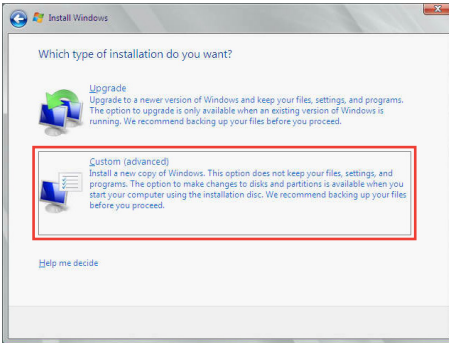 Install Windows
Which type of installation do you want?
Upgrade
Upgrade to a newer version of Windows and keep your files, settings, and programs.
The option to upgrade is only available when an existing version of Windows is
running. We recommend backing up your files before you proceed.
Custom (advanced)
Install a new copy of Windows. This option does not keep your files, settings, and
programs. The option to make changes to disks and partitions is available when you
start your computer using the installation disc. We recommend backing up your files
before you proceed.
Help me decide